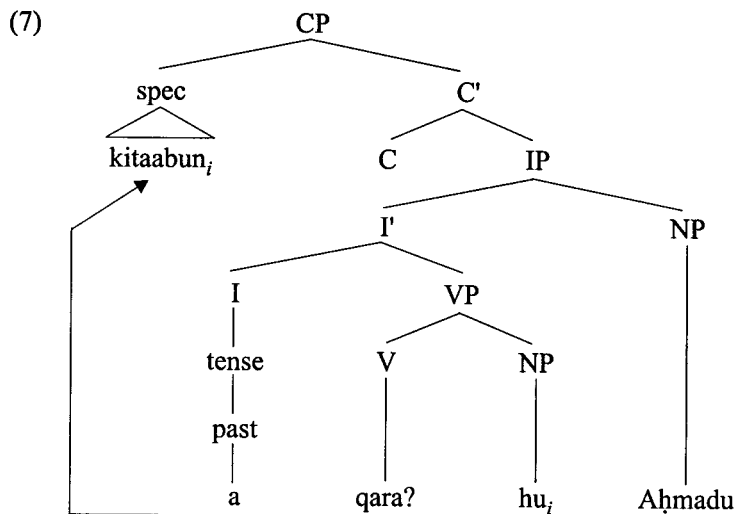 (7)
CP
spec C'
kitaabunᵢ C IP
I' NP
I VP
tense V NP
past
a qara? huᵢ Aḥmadu